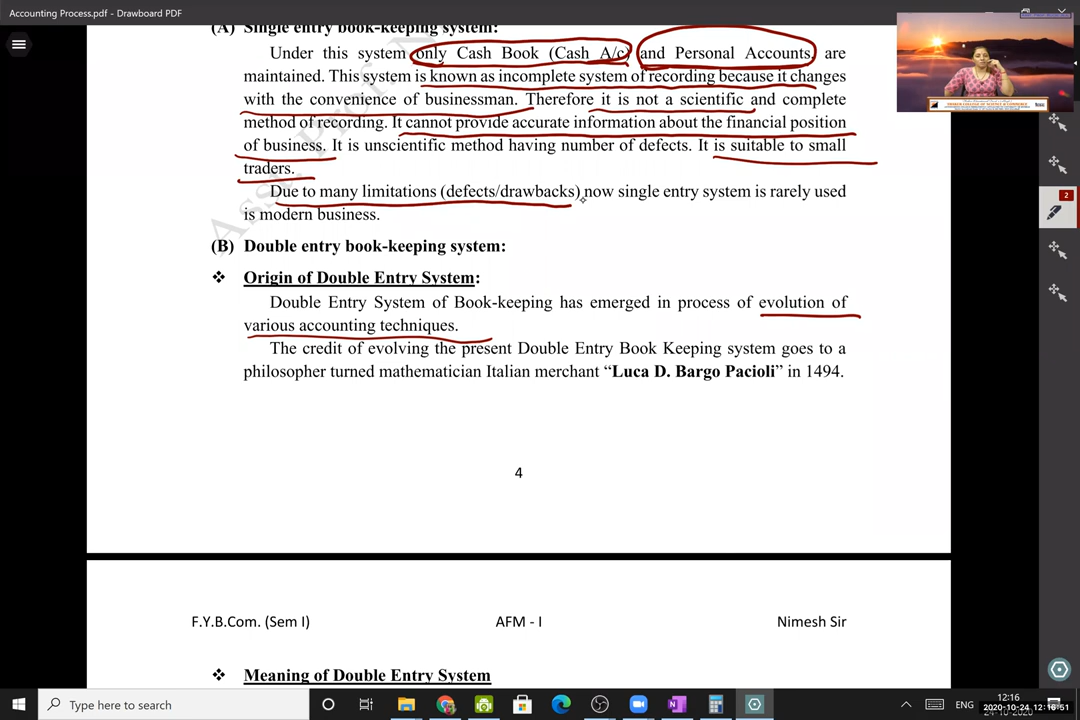 Accounting Process.pdf - Drawboard PDF
(A) Single entry book-keeping system:
Under this system only Cash Book (Cash A/c) and Personal Accounts are
maintained. This system is known as incomplete system of recording because it changes
with the convenience of businessman. Therefore it is not a scientific and complete
method of recording. It cannot provide accurate information about the financial position
of business. It is unscientific method having number of defects. It is suitable to small
traders.
Due to many limitations (defects/drawbacks) now single entry system is rarely used
is modern business.
(B) Double entry book-keeping system:
❖ Origin of Double Entry System:
Double Entry System of Book-keeping has emerged in process of evolution of
various accounting techniques.
The credit of evolving the present Double Entry Book Keeping system goes to a
philosopher turned mathematician Italian merchant “Luca D. Bargo Pacioli” in 1494.
4
F.Y.B.Com. (Sem I) AFM - I Nimesh Sir
❖ Meaning of Double Entry System
2
Type here to search
ENG
12:16
2020-10-24 12:16:51